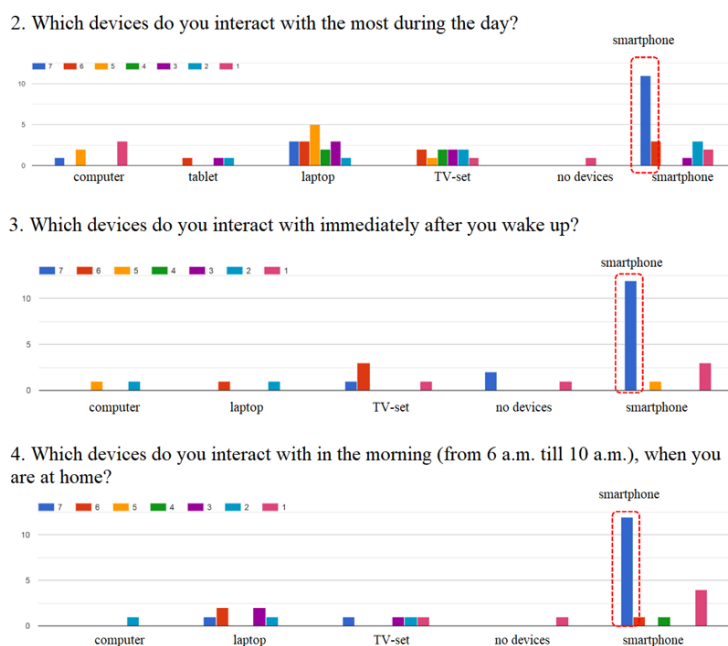 2. Which devices do you interact with the most during the day?
smartphone
7 6 5 4 3 2 1
10
5
0
computer tablet laptop TV-set no devices smartphone
3. Which devices do you interact with immediately after you wake up?
smartphone
7 6 5 4 3 2 1
10
5
0
computer laptop TV-set no devices smartphone
4. Which devices do you interact with in the morning (from 6 a.m. till 10 a.m.), when you
are at home?
smartphone
7 6 5 4 3 2 1
10
5
0
computer laptop TV-set no devices smartphone